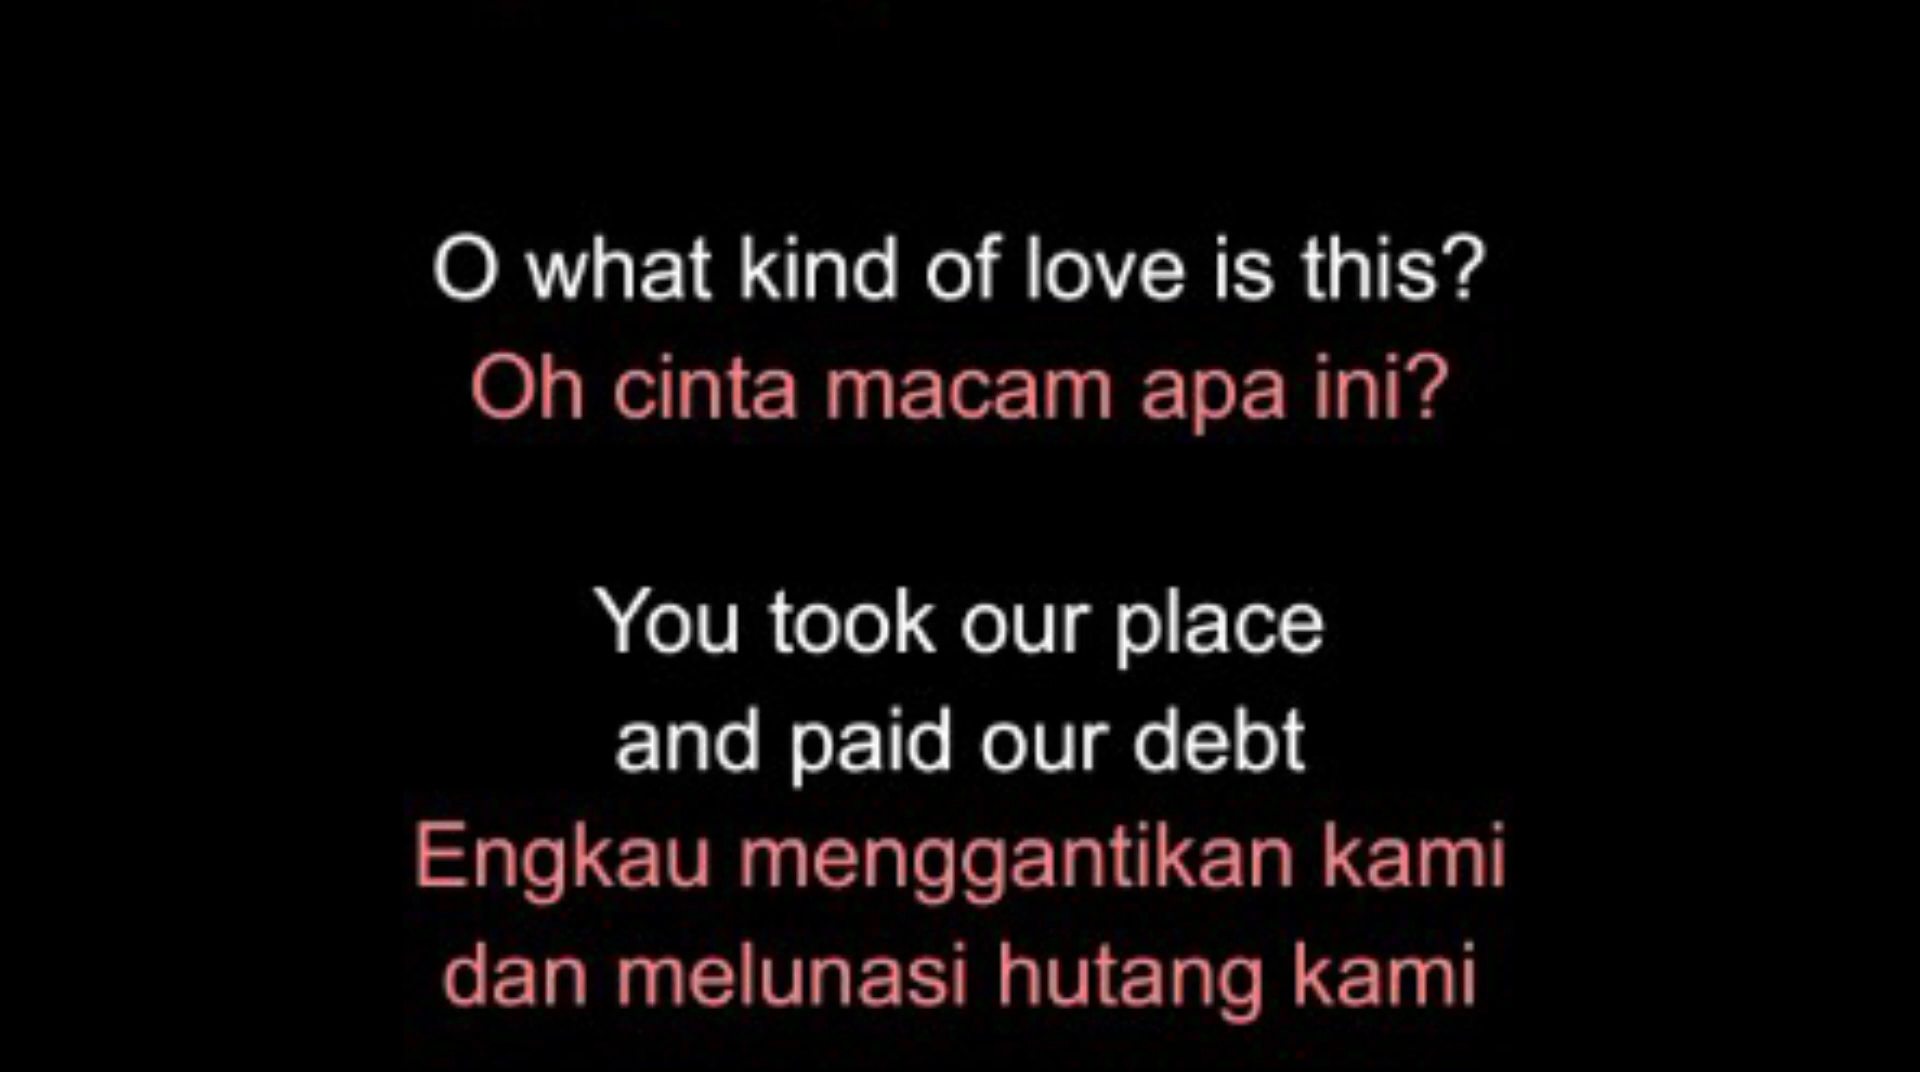 O what kind of love is this?
Oh cinta macam apa ini?
You took our place
and paid our debt
Engkau menggantikan kami
dan melunasi hutang kami